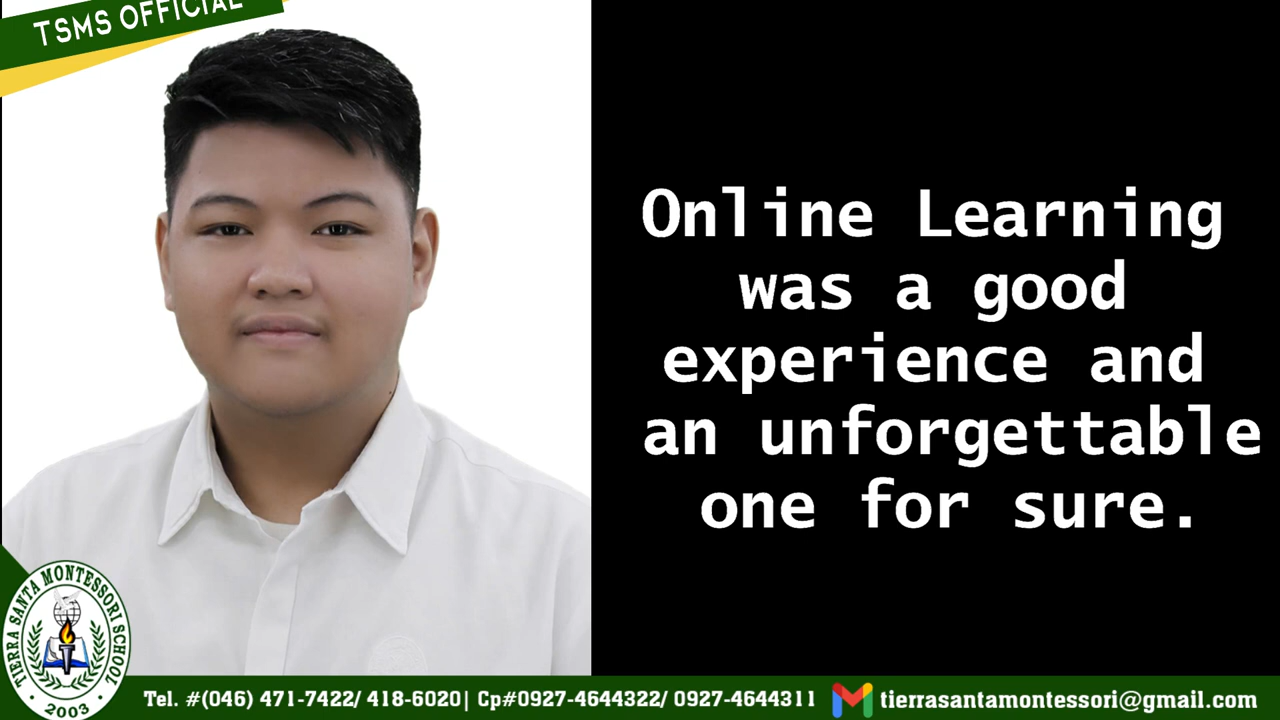 TSMS OFFICIAL
Online Learning
was a good
experience and
an unforgettable
one for sure.
TIERRA SANTA MONTESSORI SCHOOL
2003
Tel. #(046) 471-7422/ 418-6020| Cp#0927-4644322/ 0927-4644311
tierrasantamontessori@gmail.com